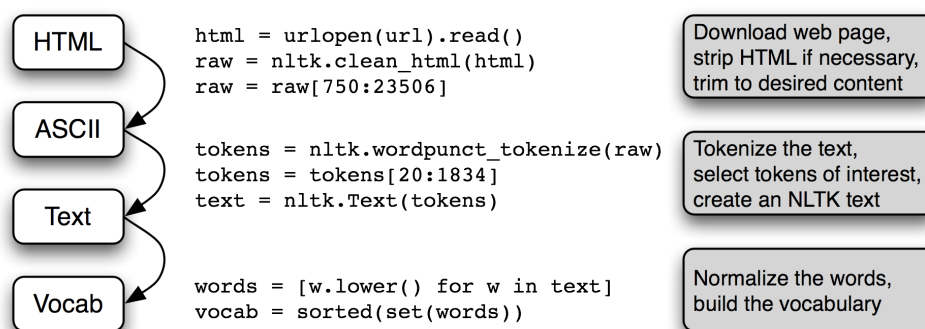 HTML
html = urlopen(url).read()
raw = nltk.clean_html(html)
raw = raw[750:23506]
Download web page,
strip HTML if necessary,
trim to desired content
ASCII
tokens = nltk.wordpunct_tokenize(raw)
tokens = tokens[20:1834]
text = nltk.Text(tokens)
Tokenize the text,
select tokens of interest,
create an NLTK text
Text
words = [w.lower() for w in text]
vocab = sorted(set(words))
Normalize the words,
build the vocabulary
Vocab